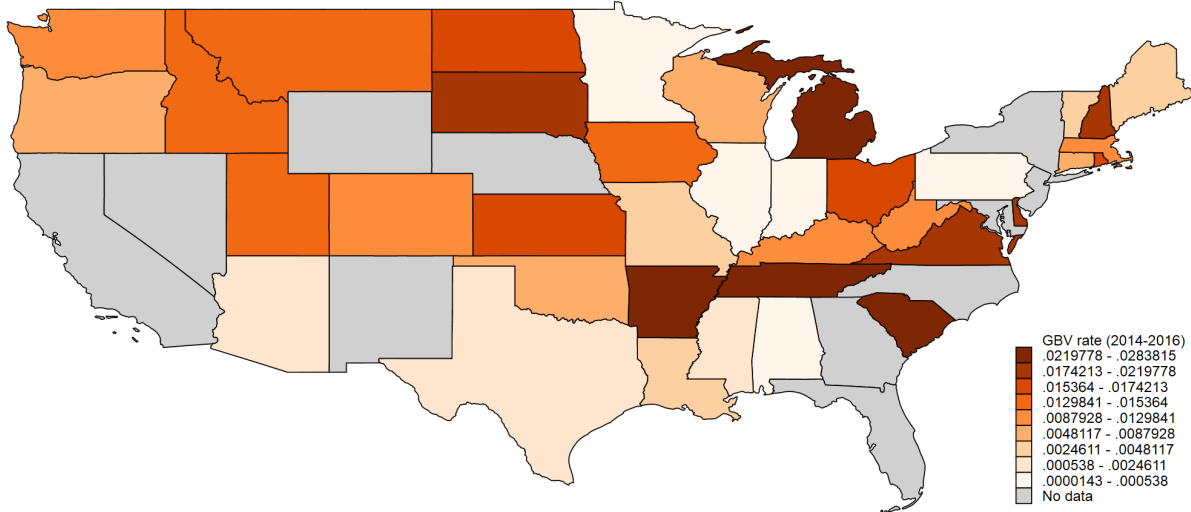 GBV rate (2014-2016)
.0219778 - .0283815
.0174213 - .0219778
.015364 - .0174213
.0129841 - .015364
.0087928 - .0129841
.0048117 - .0087928
.0024611 - .0048117
.000538 - .0024611
.0000143 - .000538
No data